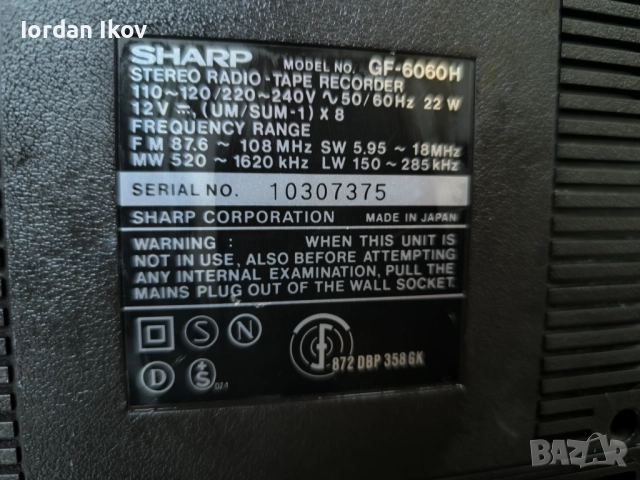 Iordan Ikov
SHARP MODEL NO. GF-6060H
STEREO RADIO-TAPE RECORDER
110~120/220~240V ∿ 50/60Hz 22 W
12V ⎓ (UM/SUM-1) X 8
FREQUENCY RANGE
FM 87.6 ~ 108 MHz SW 5.95 ~ 18MHz
MW 520 ~ 1620 kHz LW 150 ~ 285 kHz
SERIAL NO. 10307375
SHARP CORPORATION MADE IN JAPAN
WARNING : WHEN THIS UNIT IS
NOT IN USE, ALSO BEFORE ATTEMPTING
ANY INTERNAL EXAMINATION, PULL THE
MAINS PLUG OUT OF THE WALL SOCKET.
S N
D S
872 DBP 358 GK
BAZAR